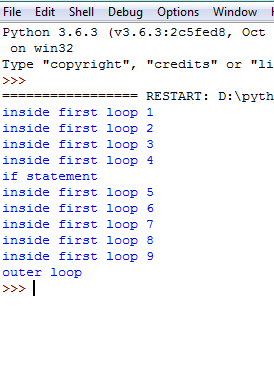 File Edit Shell Debug Options Window
Python 3.6.3 (v3.6.3:2c5fed8, Oct
on win32
Type "copyright", "credits" or "li
>>>
================= RESTART: D:\pyth
inside first loop 1
inside first loop 2
inside first loop 3
inside first loop 4
if statement
inside first loop 5
inside first loop 6
inside first loop 7
inside first loop 8
inside first loop 9
outer loop
>>>